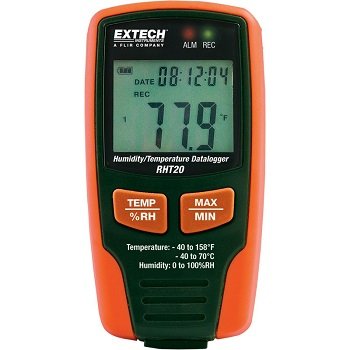 EXTECH
INSTRUMENTS
A FLIR COMPANY
ALM REC
DATE 08-12-04
REC
1 77.9 °F
Humidity/Temperature Datalogger
RHT20
TEMP
%RH
MAX
MIN
Temperature: - 40 to 158°F
- 40 to 70°C
Humidity: 0 to 100%RH